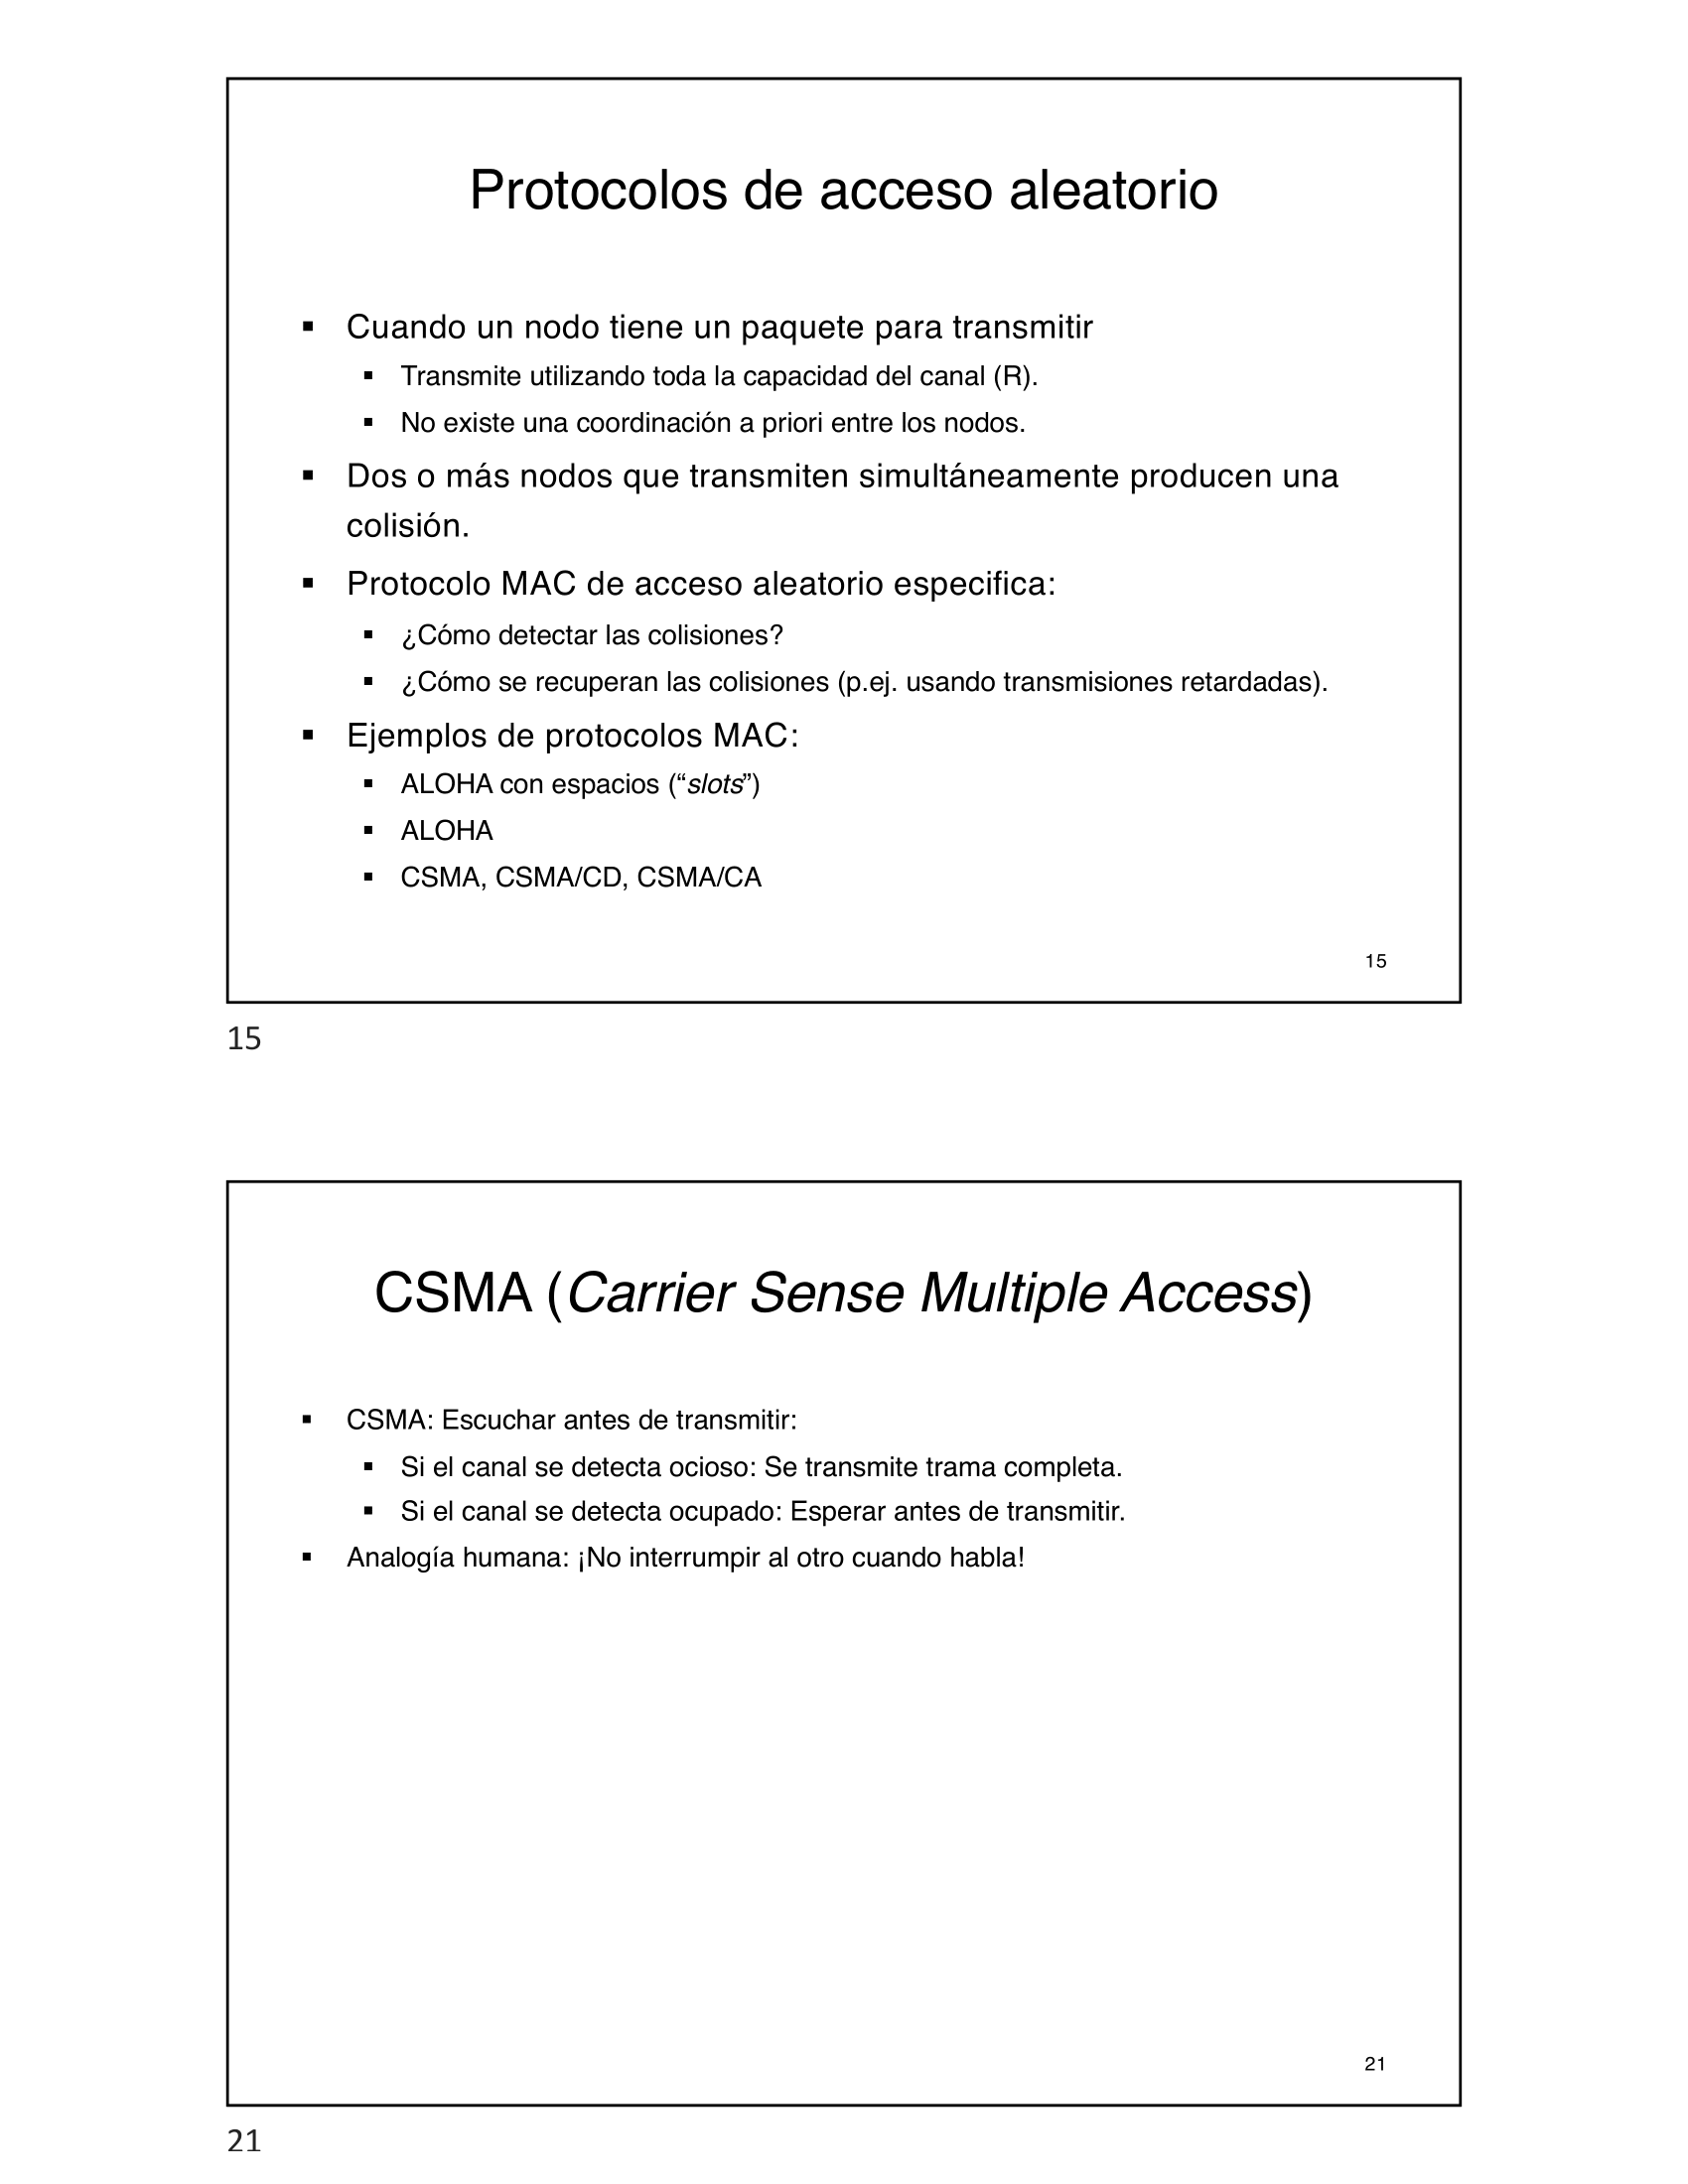 Protocolos de acceso aleatorio
▪ Cuando un nodo tiene un paquete para transmitir
▪ Transmite utilizando toda la capacidad del canal (R).
▪ No existe una coordinación a priori entre los nodos.
▪ Dos o más nodos que transmiten simultáneamente producen una
colisión.
▪ Protocolo MAC de acceso aleatorio especifica:
▪ ¿Cómo detectar las colisiones?
▪ ¿Cómo se recuperan las colisiones (p.ej. usando transmisiones retardadas).
▪ Ejemplos de protocolos MAC:
▪ ALOHA con espacios (“slots”)
▪ ALOHA
▪ CSMA, CSMA/CD, CSMA/CA
15
15
CSMA (Carrier Sense Multiple Access)
▪ CSMA: Escuchar antes de transmitir:
▪ Si el canal se detecta ocioso: Se transmite trama completa.
▪ Si el canal se detecta ocupado: Esperar antes de transmitir.
▪ Analogía humana: ¡No interrumpir al otro cuando habla!
21
21